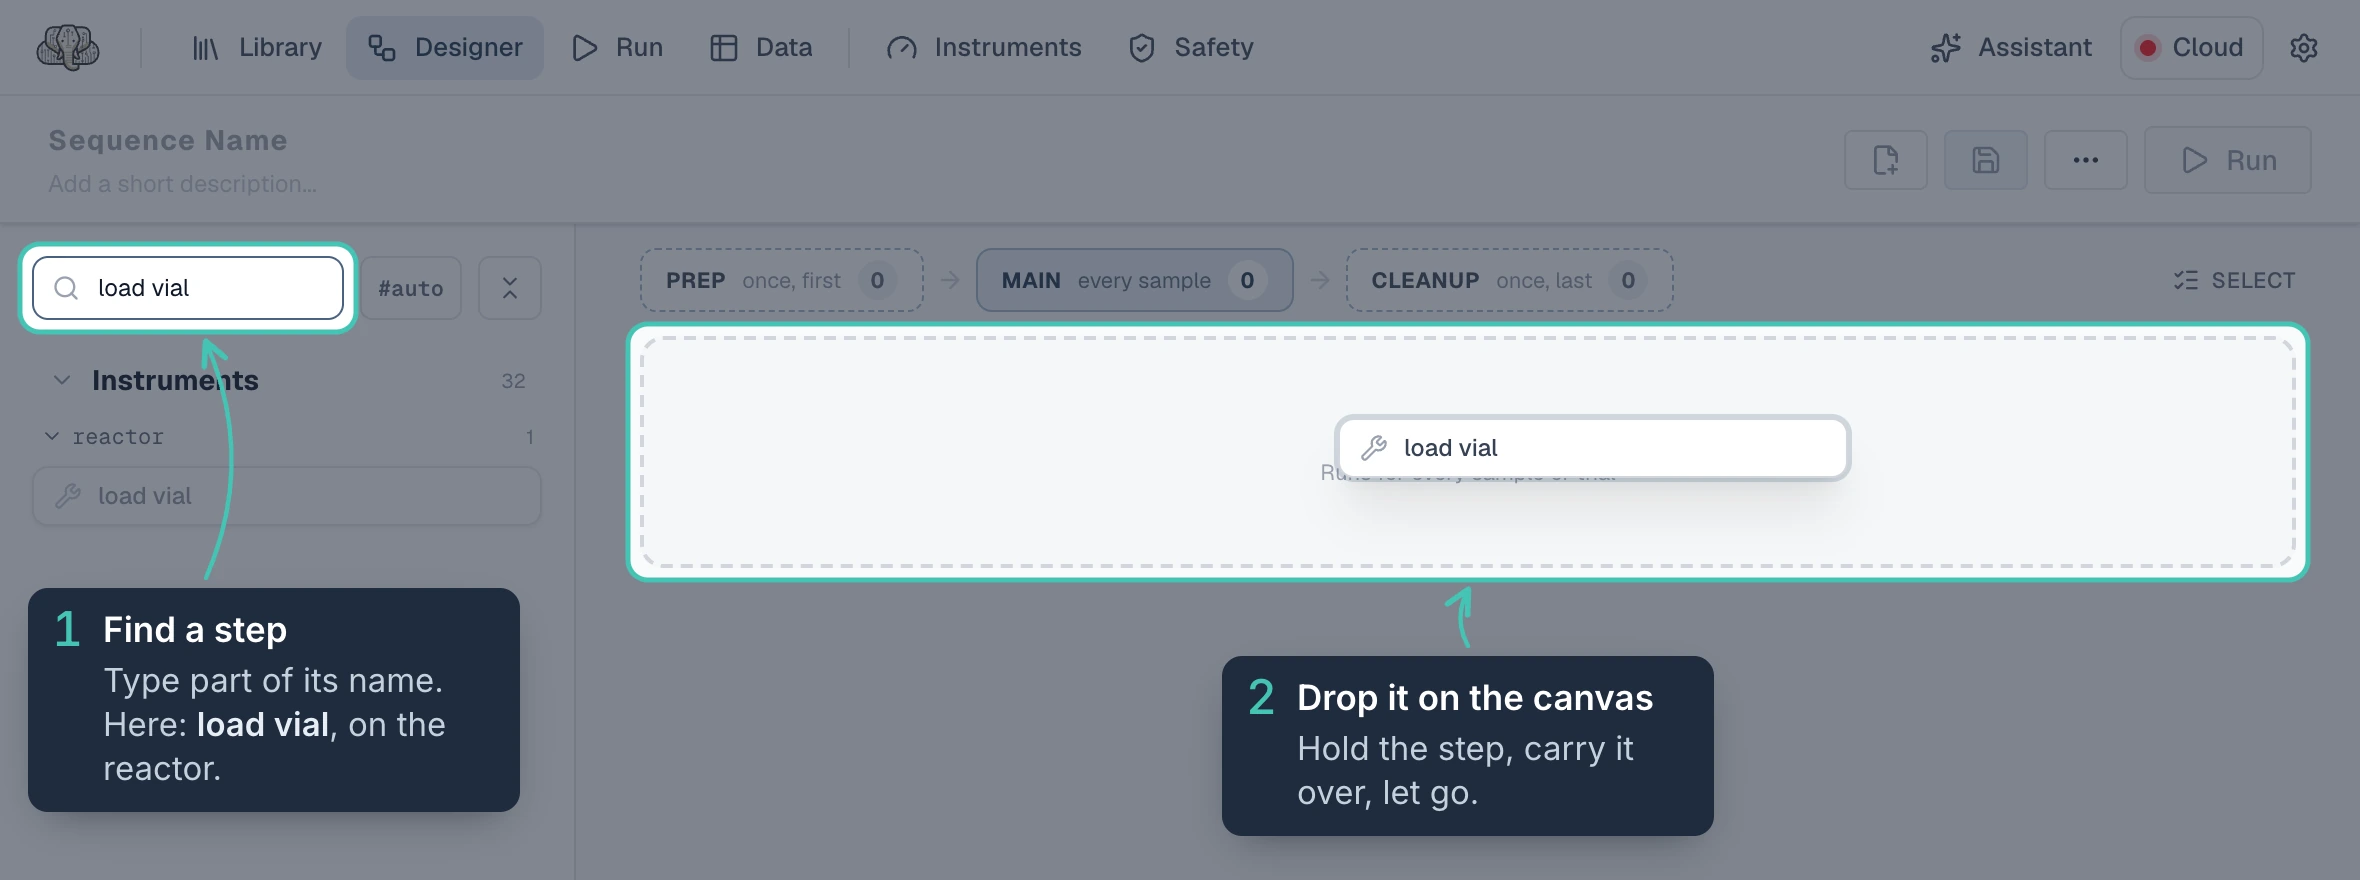 Library
Designer
Run
Data
Instruments
Safety
Assistant
Cloud
Sequence Name
Add a short description...
Run
load vial
#auto
PREP once, first 0
MAIN every sample 0
CLEANUP once, last 0
SELECT
Instruments 32
reactor 1
load vial
load vial
1 Find a step
Type part of its name.
Here: load vial, on the
reactor.
2 Drop it on the canvas
Hold the step, carry it
over, let go.